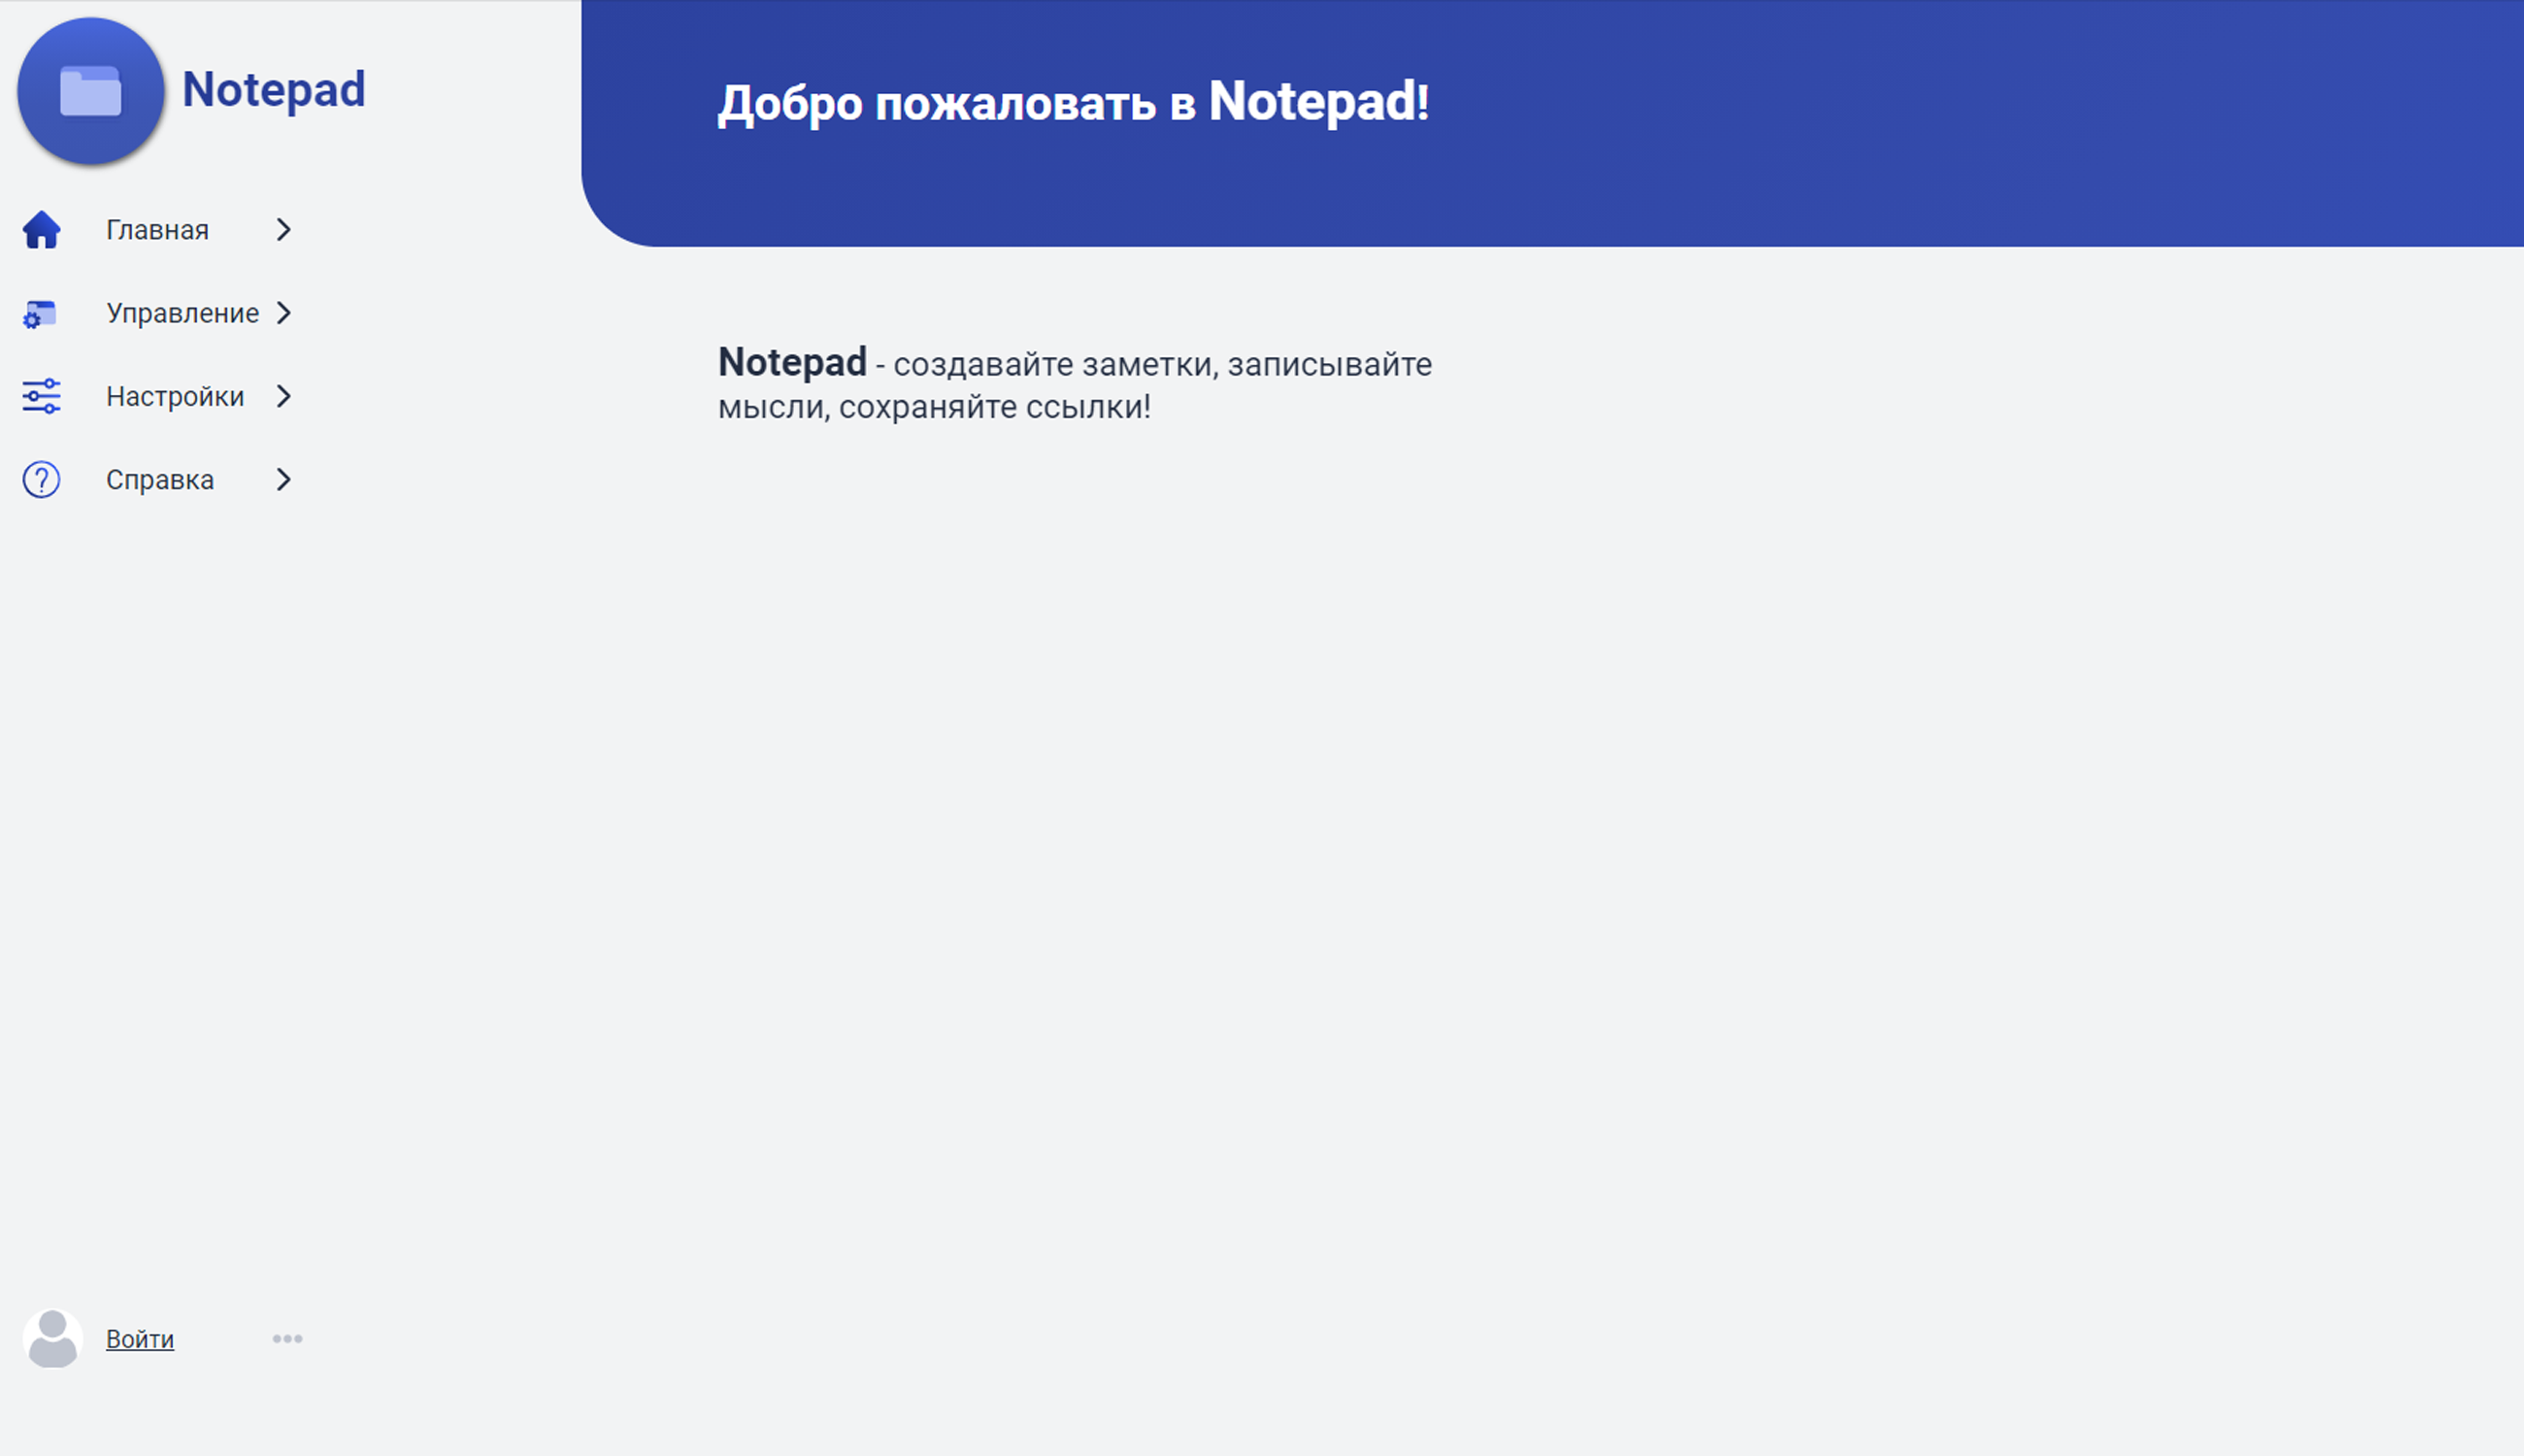 Notepad
Главная
Управление
Настройки
Справка
Войти
Добро пожаловать в Notepad!
Notepad - создавайте заметки, записывайте
мысли, сохраняйте ссылки!